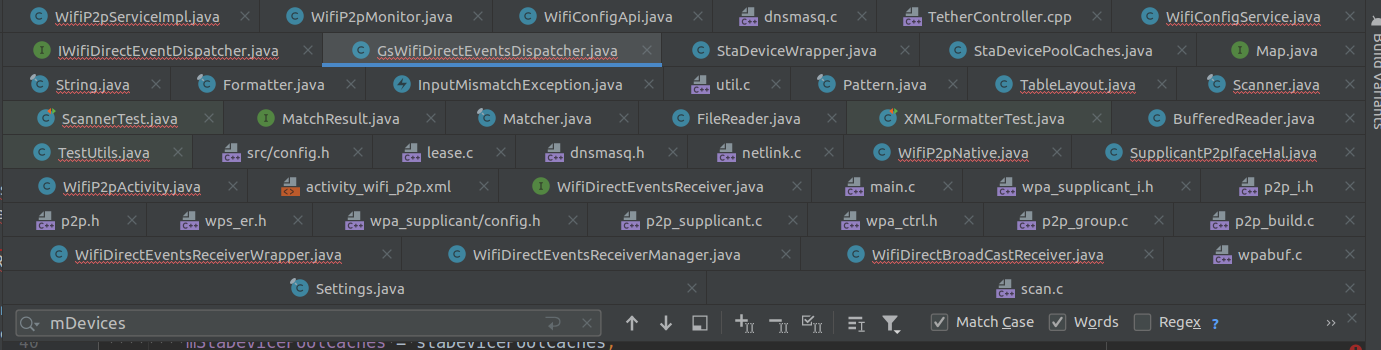 WifiP2pServiceImpl.java WifiP2pMonitor.java WifiConfigApi.java dnsmasq.c TetherController.cpp WifiConfigService.java
IWifiDirectEventDispatcher.java GsWifiDirectEventsDispatcher.java StaDeviceWrapper.java StaDevicePoolCaches.java Map.java
String.java Formatter.java InputMismatchException.java util.c Pattern.java TableLayout.java Scanner.java
ScannerTest.java MatchResult.java Matcher.java FileReader.java XMLFormatterTest.java BufferedReader.java
TestUtils.java src/config.h lease.c dnsmasq.h netlink.c WifiP2pNative.java SupplicantP2pIfaceHal.java
WifiP2pActivity.java activity_wifi_p2p.xml WifiDirectEventsReceiver.java main.c wpa_supplicant_i.h p2p_i.h
p2p.h wps_er.h wpa_supplicant/config.h p2p_supplicant.c wpa_ctrl.h p2p_group.c p2p_build.c
WifiDirectEventsReceiverWrapper.java WifiDirectEventsReceiverManager.java WifiDirectBroadCastReceiver.java wpabuf.c
Settings.java scan.c
mDevices Match Case Words Regex ?
Build Variants